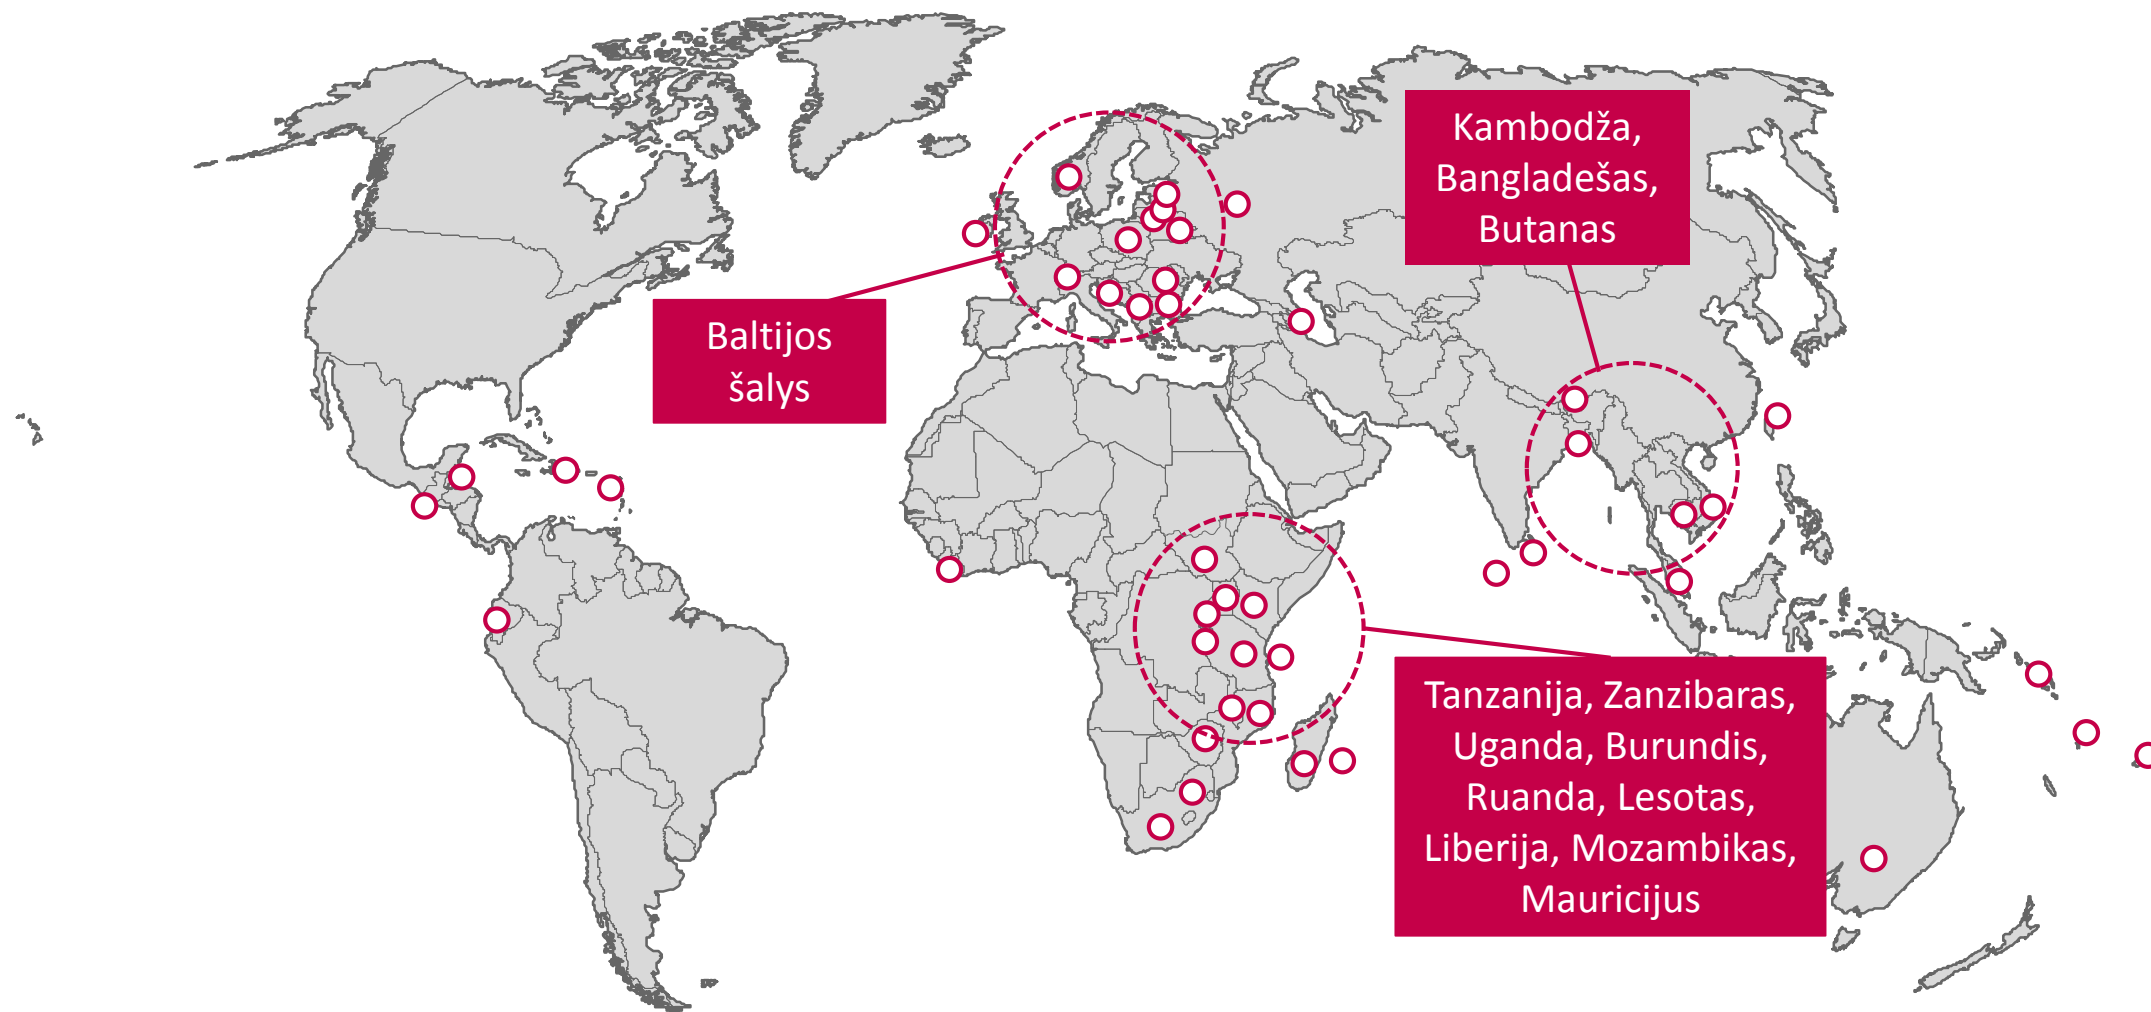 Kambodža,
Bangladešas,
Butanas
Baltijos
šalys
Tanzanija, Zanzibaras,
Uganda, Burundis,
Ruanda, Lesotas,
Liberija, Mozambikas,
Mauricijus